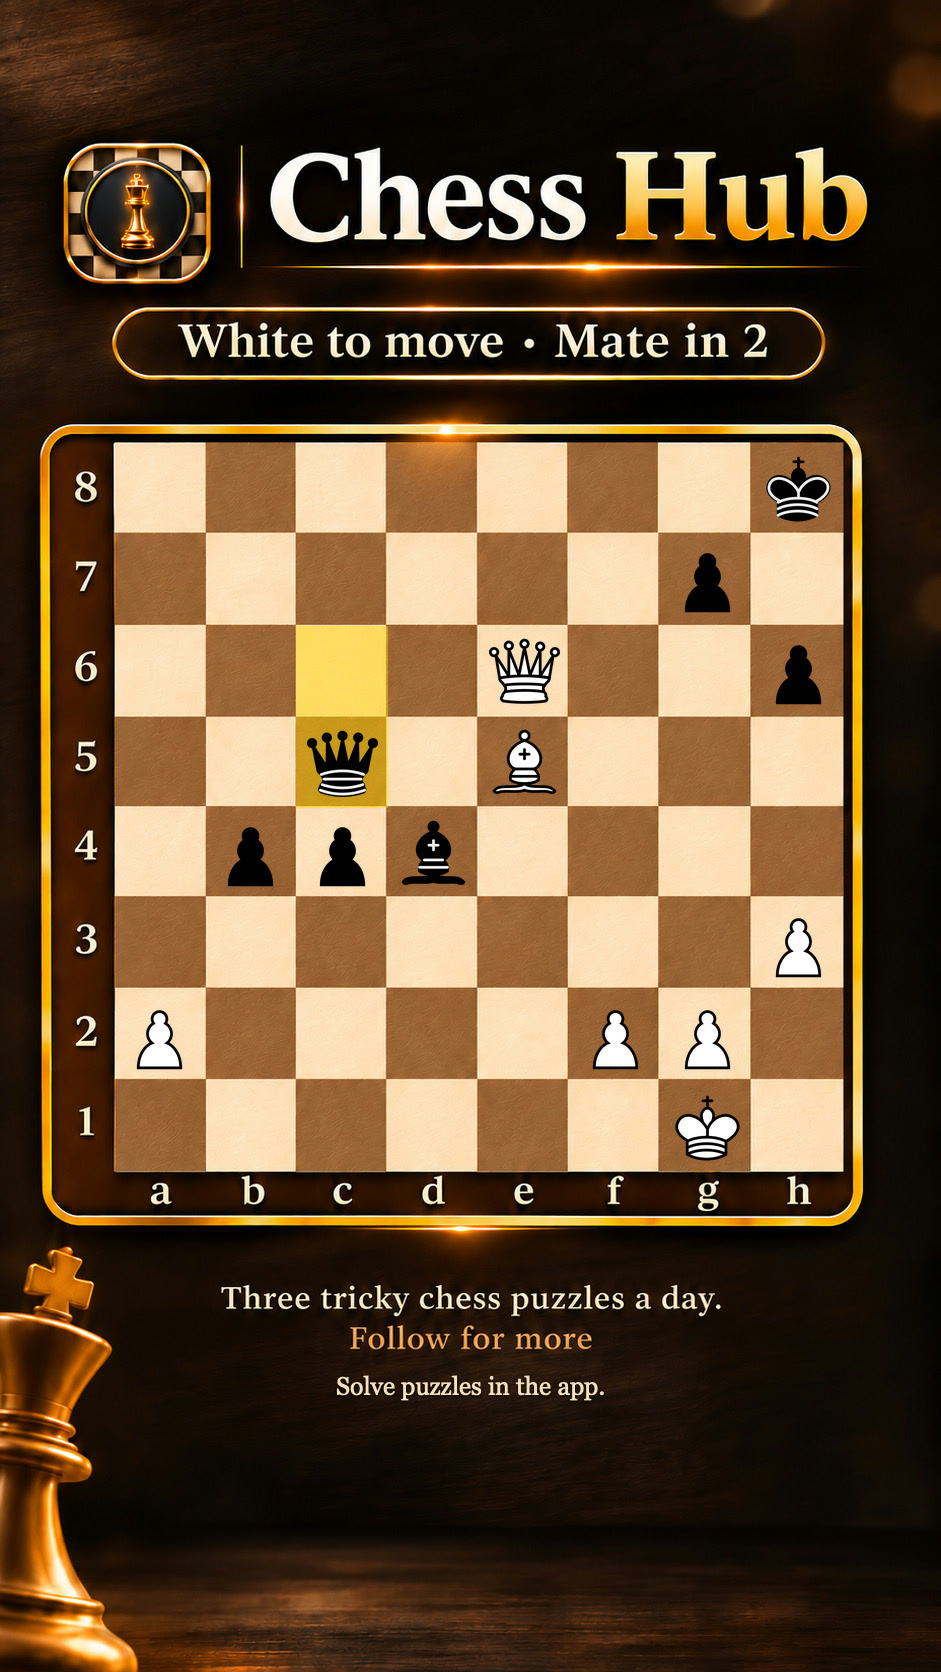 Chess Hub
White to move • Mate in 2
8
7
6
5
4
3
2
1
a b c d e f g h
Three tricky chess puzzles a day.
Follow for more
Solve puzzles in the app.